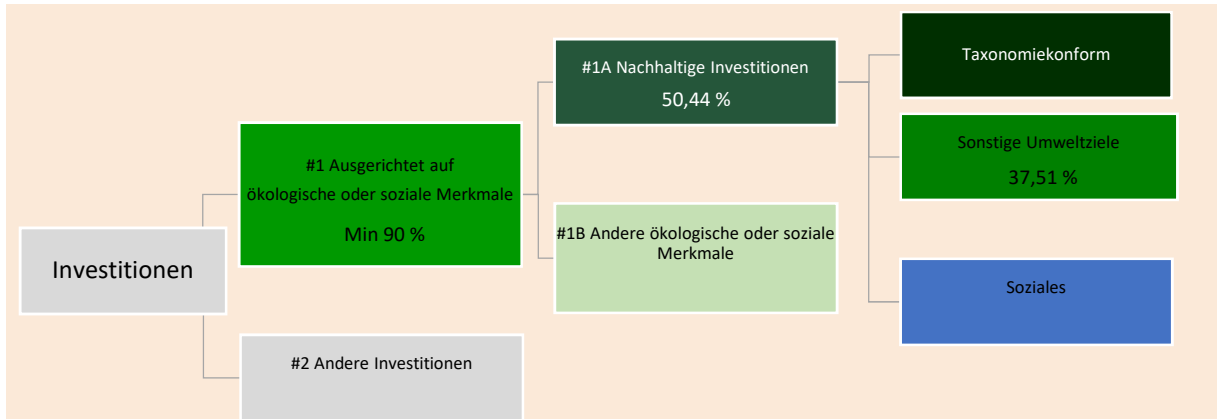 Investitionen
#1 Ausgerichtet auf
ökologische oder soziale Merkmale
Min 90 %
#2 Andere Investitionen
#1A Nachhaltige Investitionen
50,44 %
#1B Andere ökologische oder soziale
Merkmale
Taxonomiekonform
Sonstige Umweltziele
37,51 %
Soziales